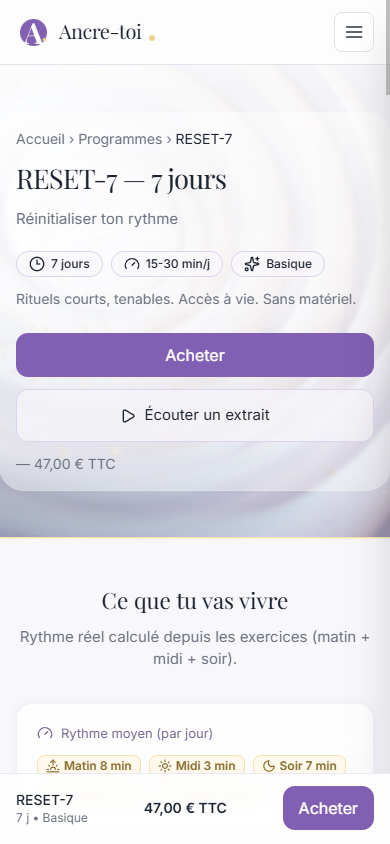 Ancre-toi
Accueil › Programmes › RESET-7
RESET-7 — 7 jours
Réinitialiser ton rythme
7 jours
15-30 min/j
Basique
Rituels courts, tenables. Accès à vie. Sans matériel.
Acheter
Écouter un extrait
— 47,00 € TTC
Ce que tu vas vivre
Rythme réel calculé depuis les exercices (matin +
midi + soir).
Rythme moyen (par jour)
Matin 8 min
Midi 3 min
Soir 7 min
RESET-7
7 j • Basique
47,00 € TTC
Acheter